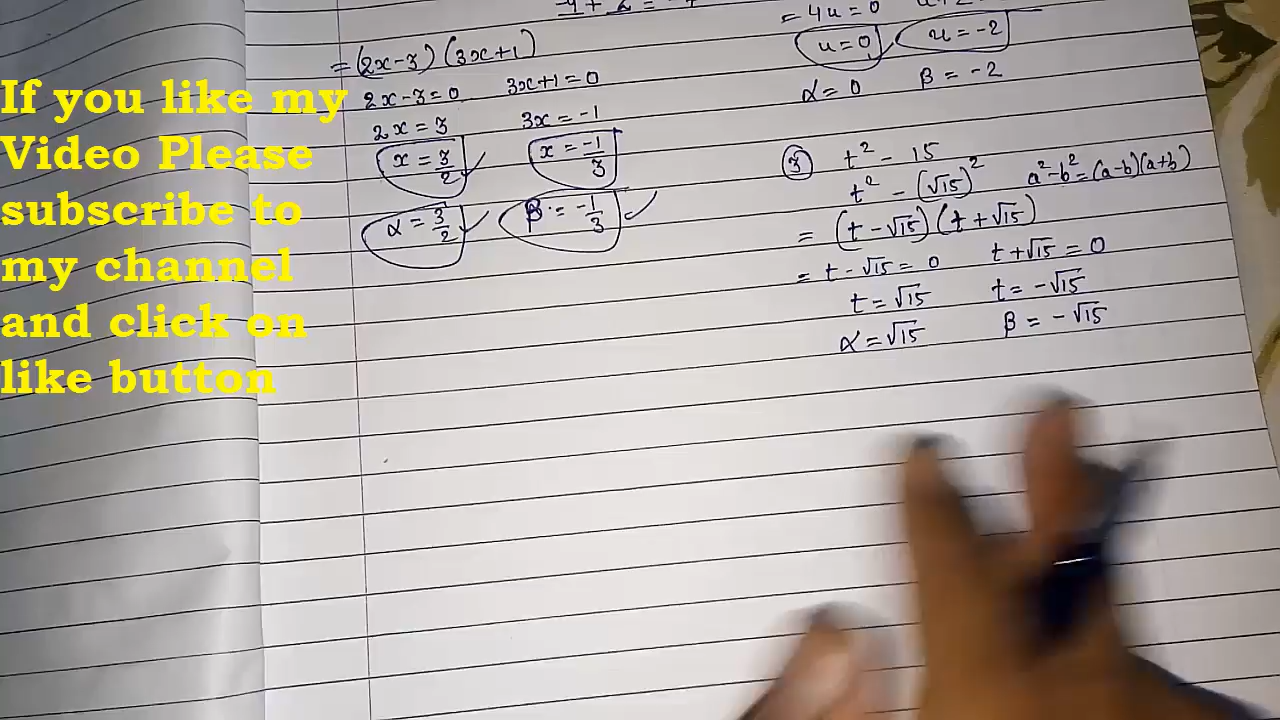 If you like my
Video Please
subscribe to
my channel
and click on
like button
= (2x-3) (3x+1)
2x-3=0 3x+1=0
2x=3 3x=-1
x=3/2 x=-1/3
α=3/2 β=-1/3
=4u=0
u=0, u=-2
α=0 β=-2
③ t²-15
t²-(√15)² a²-b²=(a-b)(a+b)
= (t-√15)(t+√15)
= t-√15=0 t+√15=0
t=√15 t=-√15
α=√15 β=-√15